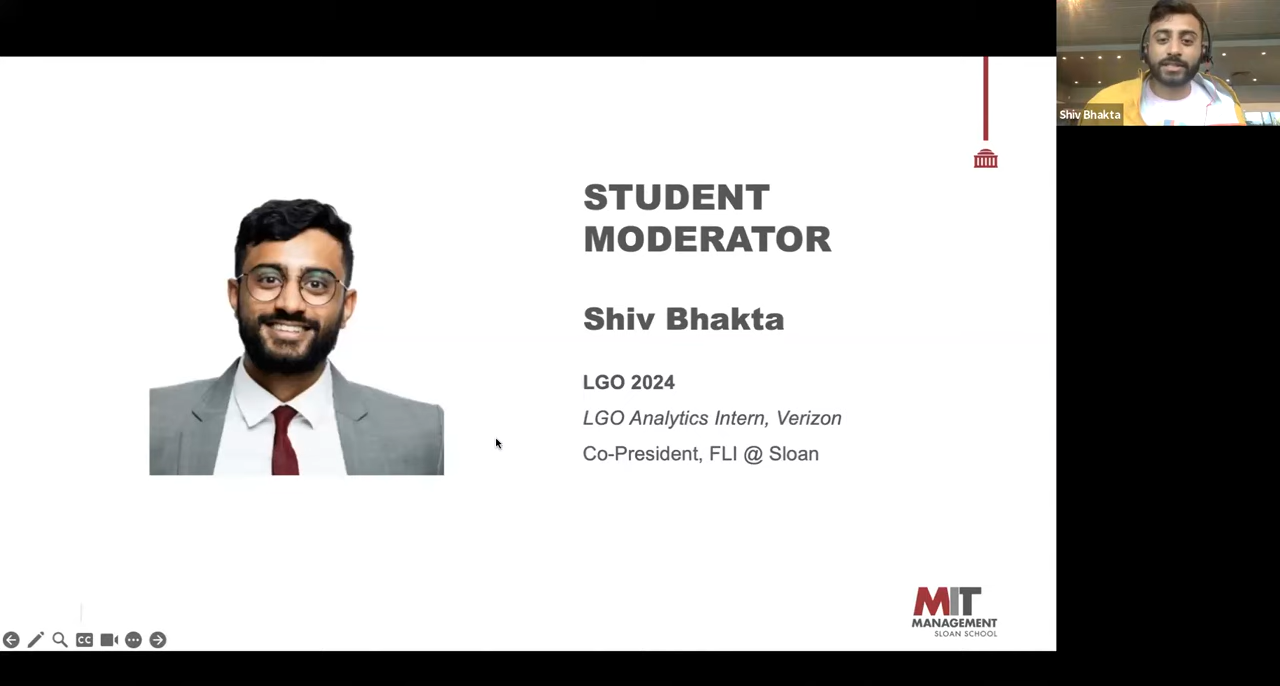 STUDENT
MODERATOR
Shiv Bhakta
LGO 2024
LGO Analytics Intern, Verizon
Co-President, FLI @ Sloan
MIT
MANAGEMENT
SLOAN SCHOOL
Shiv Bhakta
CC